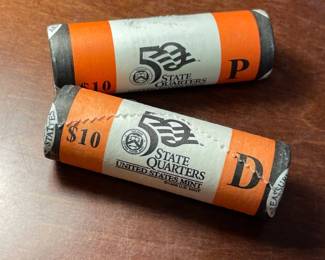 50
$10
STATE
QUARTERS
P
50
$10
STATE
QUARTERS
UNITED STATES MINT
D